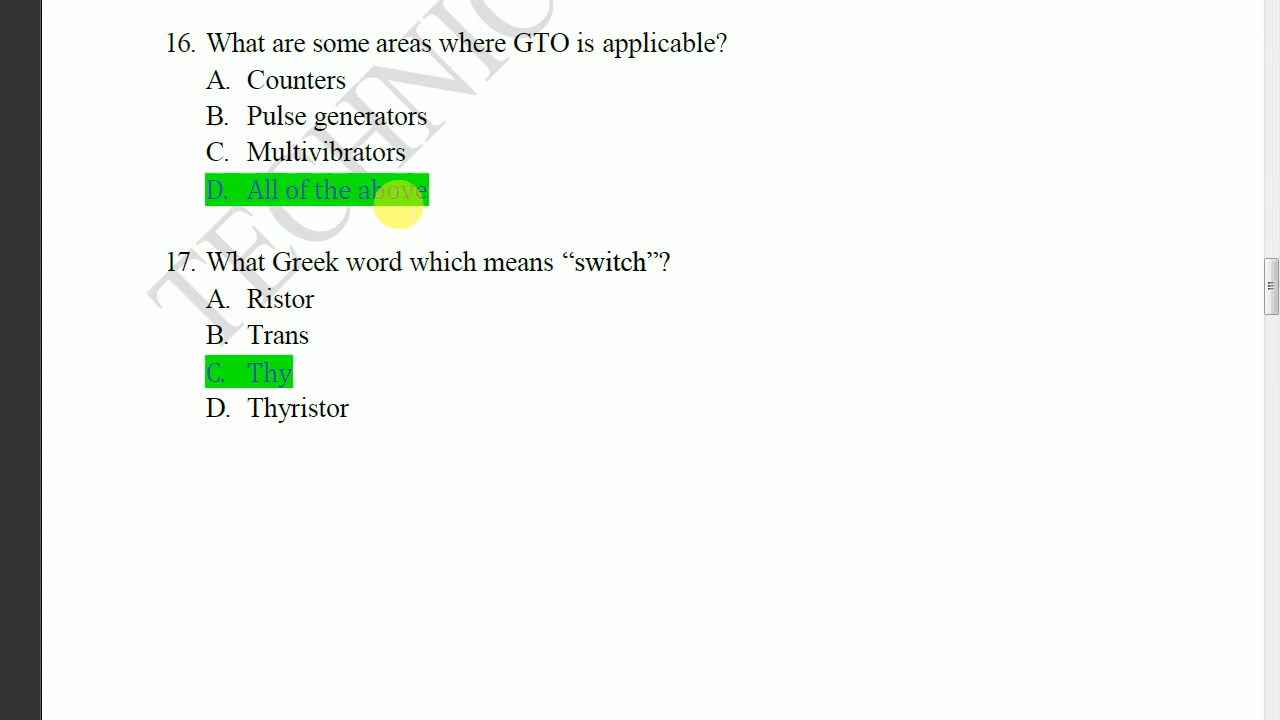 16. What are some areas where GTO is applicable?
A. Counters
B. Pulse generators
C. Multivibrators
D. All of the above
17. What Greek word which means “switch”?
A. Ristor
B. Trans
C. Thy
D. Thyristor
TECHNIC